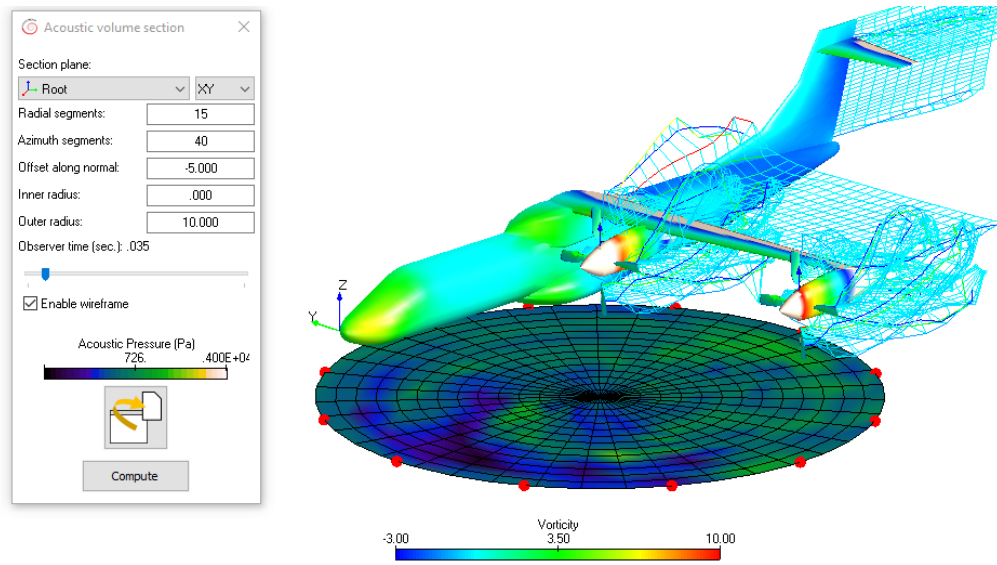 Acoustic volume section
Section plane:
Root XY
Radial segments: 15
Azimuth segments: 40
Offset along normal: -5.000
Inner radius: .000
Outer radius: 10.000
Observer time (sec.): .035
Enable wireframe
Acoustic Pressure (Pa)
726. .400E+04
Compute
Z
Y
Vorticity
-3.00 3.50 10.00